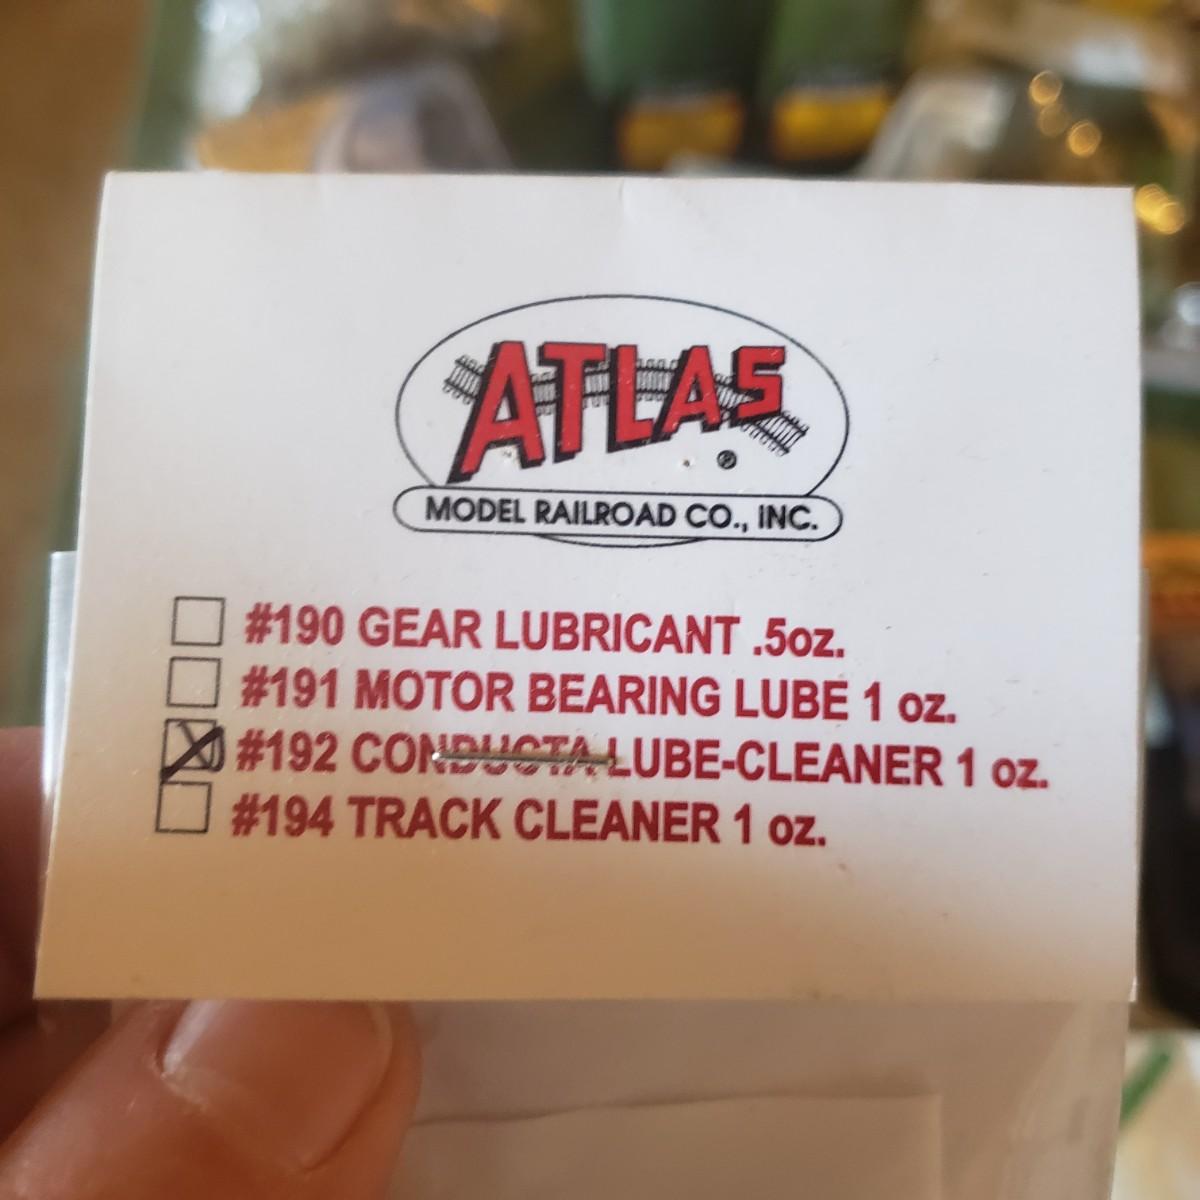 ATLAS
®
MODEL RAILROAD CO., INC.
#190 GEAR LUBRICANT .5oz.
#191 MOTOR BEARING LUBE 1 oz.
#192 CONDUCTA LUBE-CLEANER 1 oz.
#194 TRACK CLEANER 1 oz.